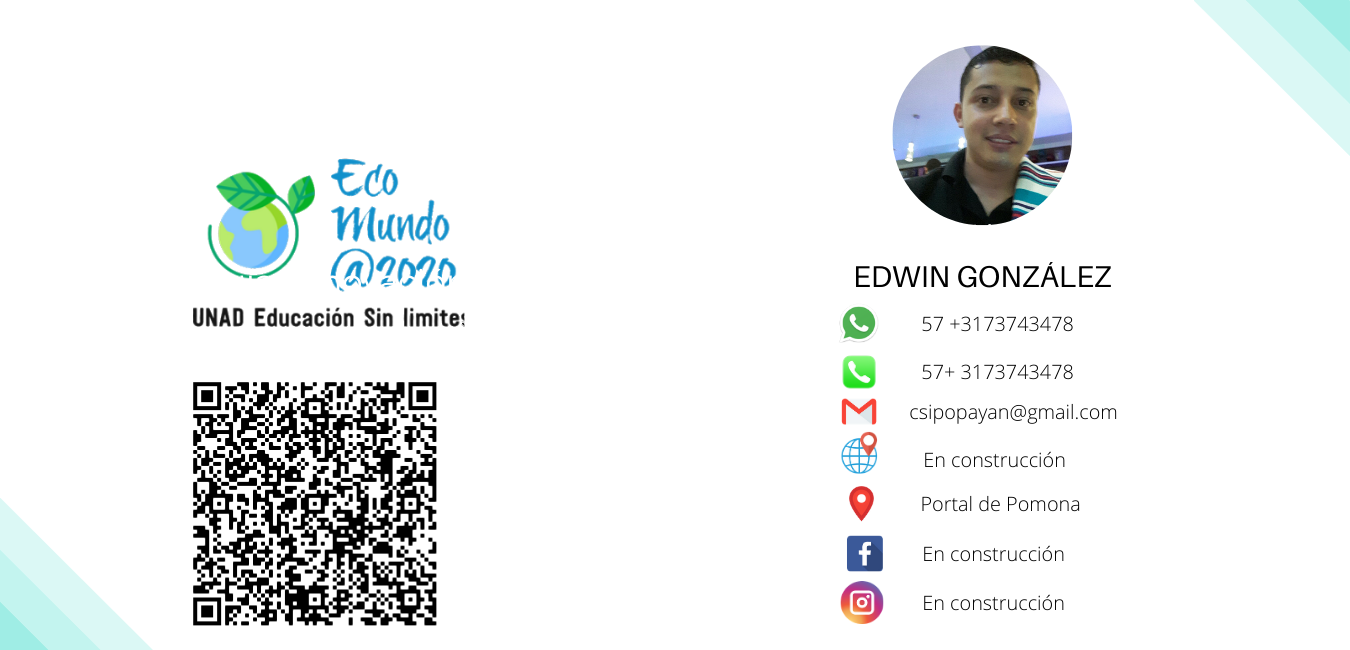 Eco
Mundo
@2020
UNAD Educación Sin limites
EDWIN GONZÁLEZ
57 +3173743478
57+ 3173743478
csipopayan@gmail.com
En construcción
Portal de Pomona
En construcción
En construcción